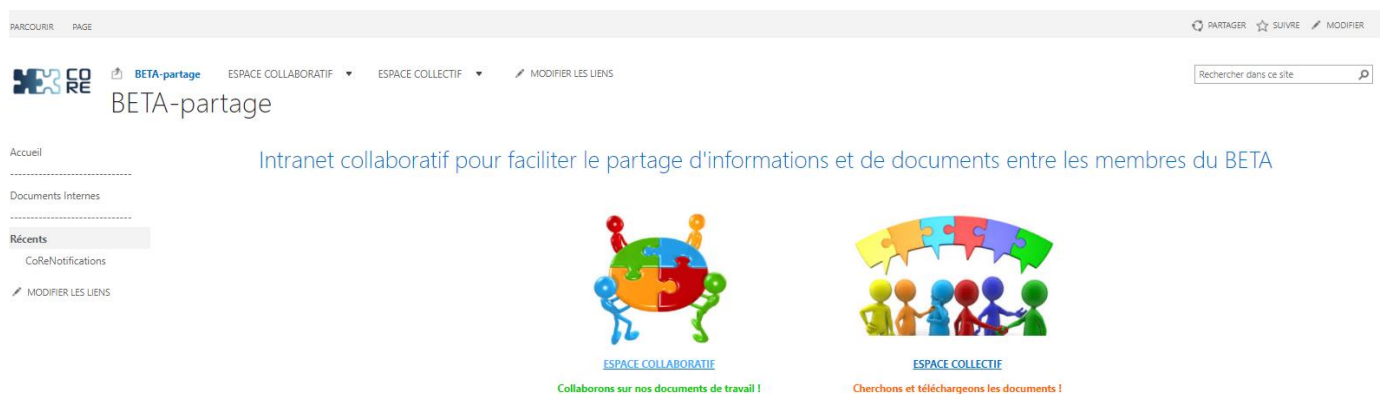 PARCOURIR PAGE
PARTAGER SUIVRE MODIFIER
CO
RE
BETA-partage ESPACE COLLABORATIF ESPACE COLLECTIF MODIFIER LES LIENS
Rechercher dans ce site
BETA-partage
Accueil
Intranet collaboratif pour faciliter le partage d'informations et de documents entre les membres du BETA
------------------------------
Documents Internes
------------------------------
Récents
CoReNotifications
MODIFIER LES LIENS
ESPACE COLLABORATIF ESPACE COLLECTIF
Collaborons sur nos documents de travail ! Cherchons et téléchargeons les documents !